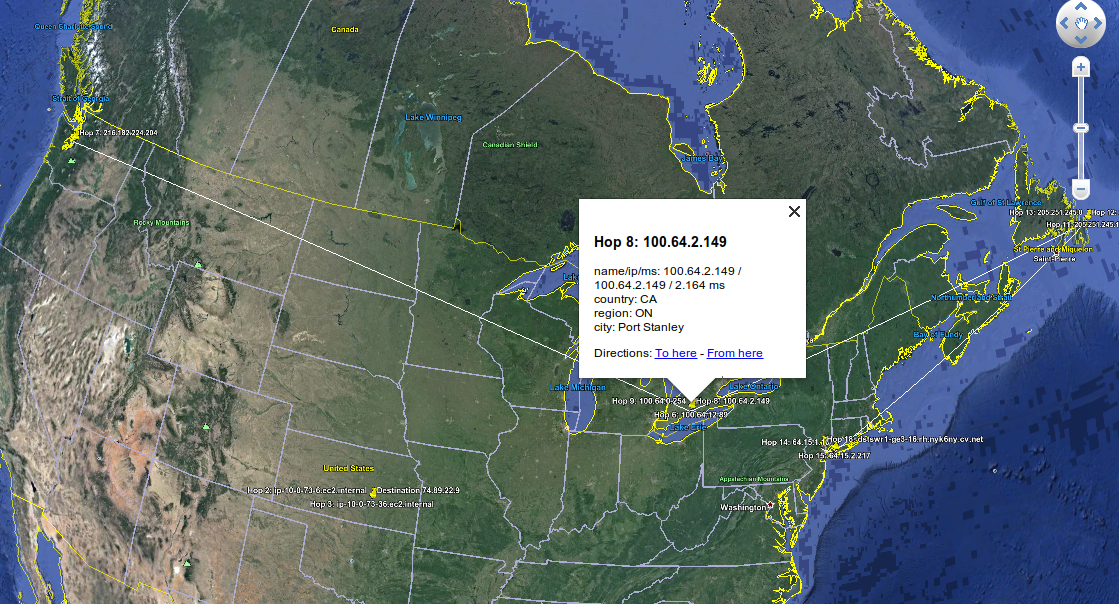 Queen Charlotte Sound
Canada
Strait of Georgia
Lake Winnipeg
Hop 7: 216.182.224.204
Canadian Shield
James Bay
Gulf of St Lawrence
Hop 13: 205.251.245.0
Hop 12:
Hop 11: 205.251.245.1
Rocky Mountains
St Pierre and Miquelon
Saint-Pierre
Hop 8: 100.64.2.149
name/ip/ms: 100.64.2.149 /
100.64.2.149 / 2.164 ms
country: CA
region: ON
city: Port Stanley
Directions: To here - From here
Northumberland Strait
Bay of Fundy
Lake Michigan
Lake Ontario
Hop 9: 100.64.0.254
Hop 8: 100.64.2.149
Hop 6: 100.64.12.89
Lake Erie
Hop 14: 64.15.1
Hop 16: dstswr1-ge3-16.rh.nyk6ny.cv.net
Hop 15: 64.15.2.217
United States
Appalachian Mountains
Hop 2: ip-10-0-73-6.ec2.internal
Destination 74.89.22.9
Hop 3: ip-10-0-73-36.ec2.internal
Washington